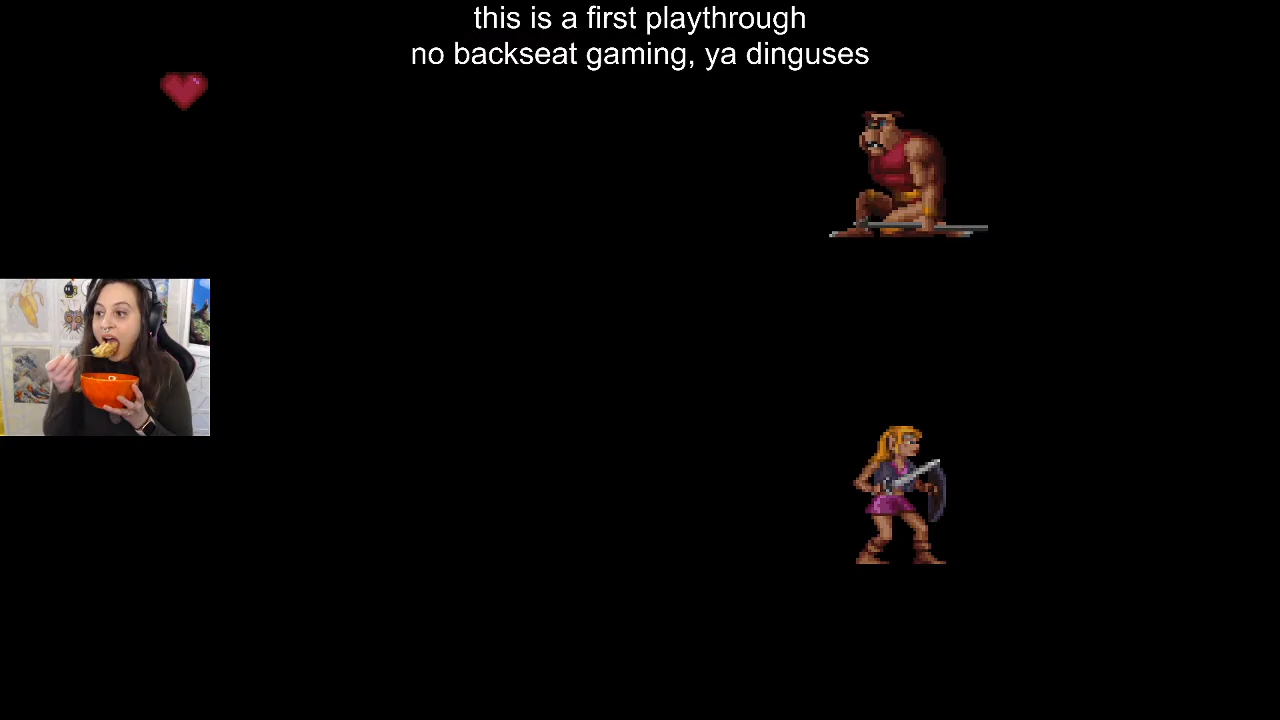 this is a first playthrough
no backseat gaming, ya dinguses